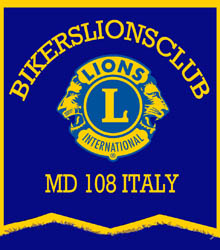 BIKERSLIONSCLUB
LIONS
L
INTERNATIONAL
MD 108 ITALY